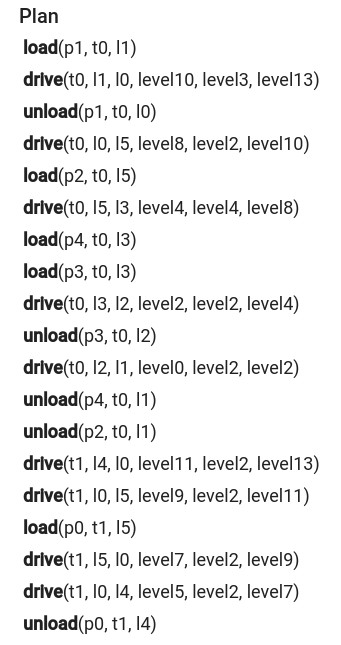 Plan
load(p1, t0, l1)
drive(t0, l1, l0, level10, level3, level13)
unload(p1, t0, l0)
drive(t0, l0, l5, level8, level2, level10)
load(p2, t0, l5)
drive(t0, l5, l3, level4, level4, level8)
load(p4, t0, l3)
load(p3, t0, l3)
drive(t0, l3, l2, level2, level2, level4)
unload(p3, t0, l2)
drive(t0, l2, l1, level0, level2, level2)
unload(p4, t0, l1)
unload(p2, t0, l1)
drive(t1, l4, l0, level11, level2, level13)
drive(t1, l0, l5, level9, level2, level11)
load(p0, t1, l5)
drive(t1, l5, l0, level7, level2, level9)
drive(t1, l0, l4, level5, level2, level7)
unload(p0, t1, l4)